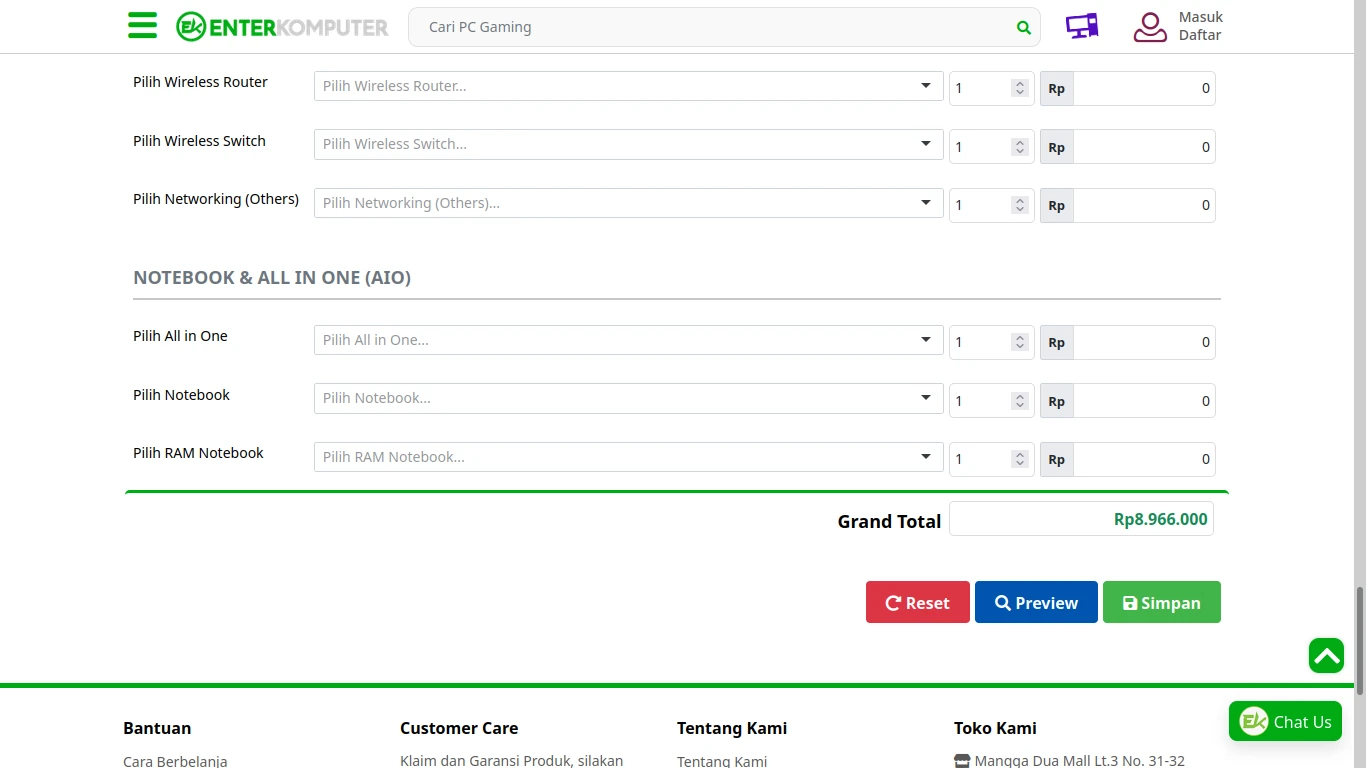 ENTERKOMPUTER
Cari PC Gaming
Masuk
Daftar
Pilih Wireless Router
Pilih Wireless Router...
1
Rp
0
Pilih Wireless Switch
Pilih Wireless Switch...
1
Rp
0
Pilih Networking (Others)
Pilih Networking (Others)...
1
Rp
0
NOTEBOOK & ALL IN ONE (AIO)
Pilih All in One
Pilih All in One...
1
Rp
0
Pilih Notebook
Pilih Notebook...
1
Rp
0
Pilih RAM Notebook
Pilih RAM Notebook...
1
Rp
0
Grand Total
Rp8.966.000
Reset
Preview
Simpan
EK
Chat Us
Bantuan
Customer Care
Tentang Kami
Toko Kami
Cara Berbelanja
Klaim dan Garansi Produk, silakan
Tentang Kami
Mangga Dua Mall Lt.3 No. 31-32